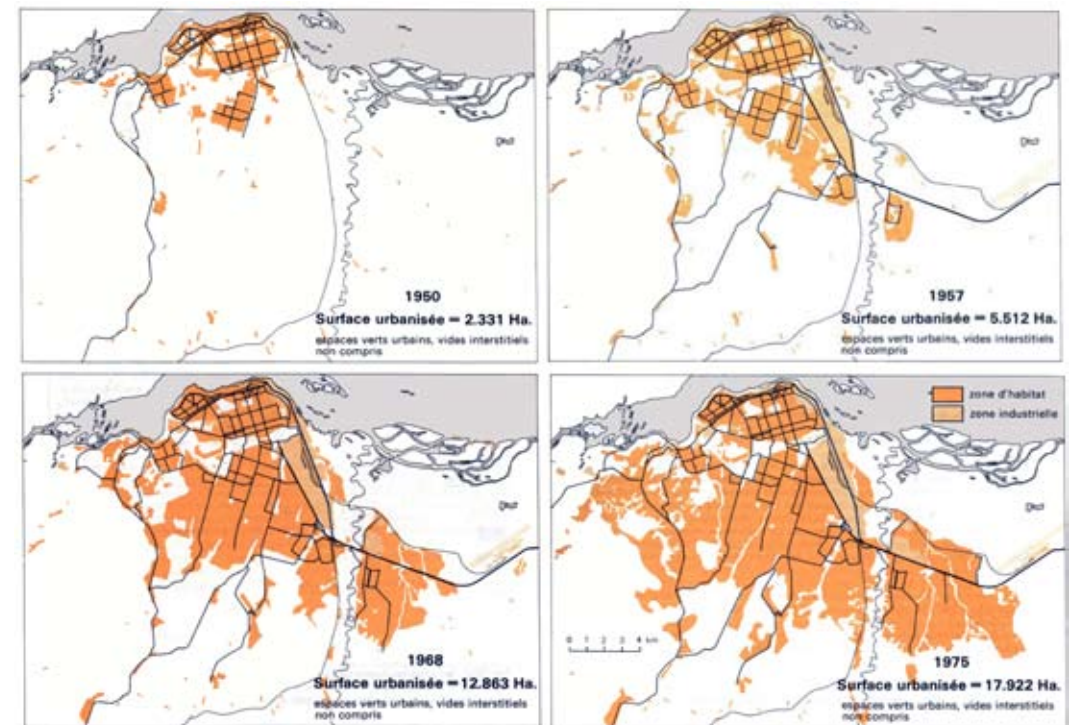 1950
Surface urbanisée = 2.331 Ha.
espaces verts urbains, vides interstitiels
non compris
1957
Surface urbanisée = 5.512 Ha.
espaces verts urbains, vides interstitiels
non compris
1968
Surface urbanisée = 12.863 Ha.
espaces verts urbains, vides interstitiels
non compris
zone d'habitat
zone industrielle
0 1 2 3 4 km
1975
Surface urbanisée = 17.922 Ha.
espaces verts urbains, vides interstitiels
non compris